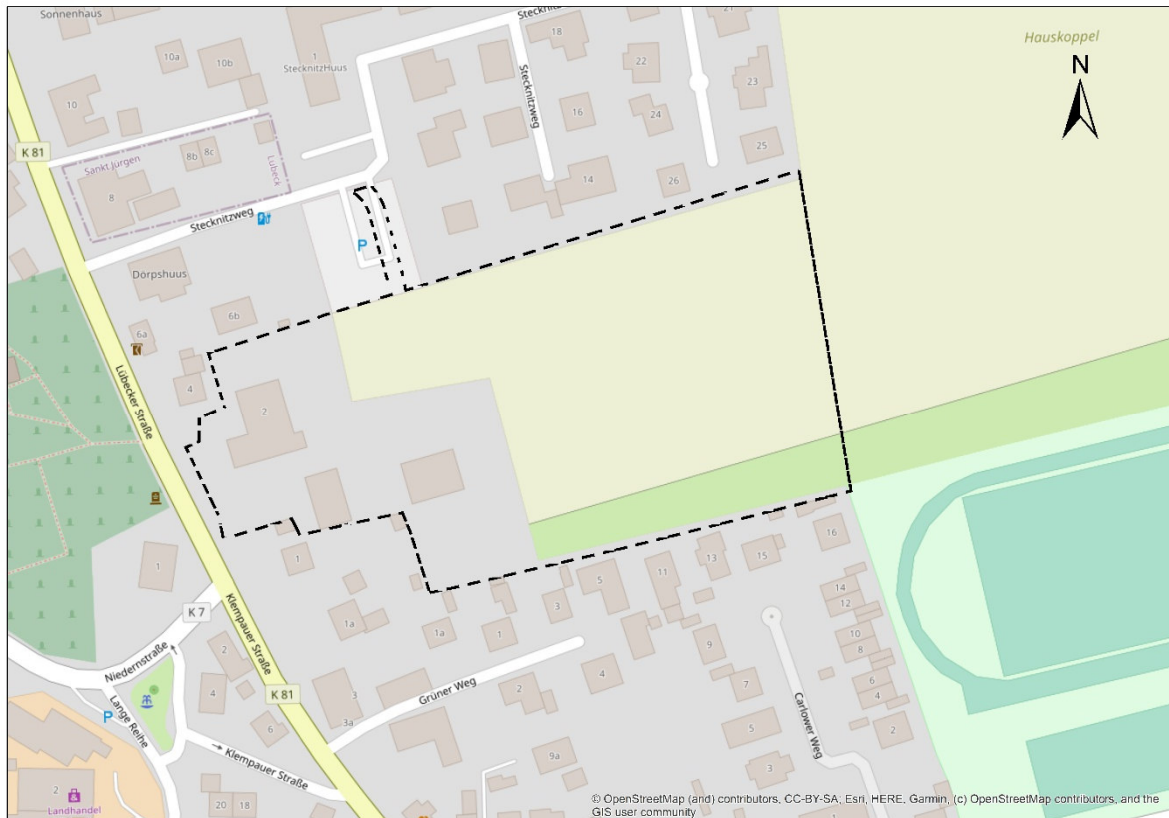 Sonnenhaus
Stecknitz
18
21
Hauskoppel
N
10a
10b
1
StecknitzHuus
22
23
10
Stecknitzweg
16
24
K 81
8b
8c
25
Sankt Jürgen
Lübeck
8
14
26
Stecknitzweg
P
Dörpshuus
6b
6a
4
Lübecker Straße
2
1
1
K 7
Klempauer Straße
1a
1a
1
3
5
11
13
15
16
Niedernstraße
2
4
6
K 81
3
3a
Grüner Weg
2
4
9
7
5
Carlower Weg
14
12
10
8
6
4
2
P
Lange Reihe
Klempauer Straße
9a
3
2
Landhandel
20
18
© OpenStreetMap (and) contributors, CC-BY-SA, Esri, HERE, Garmin, (c) OpenStreetMap contributors, and the
GIS user community